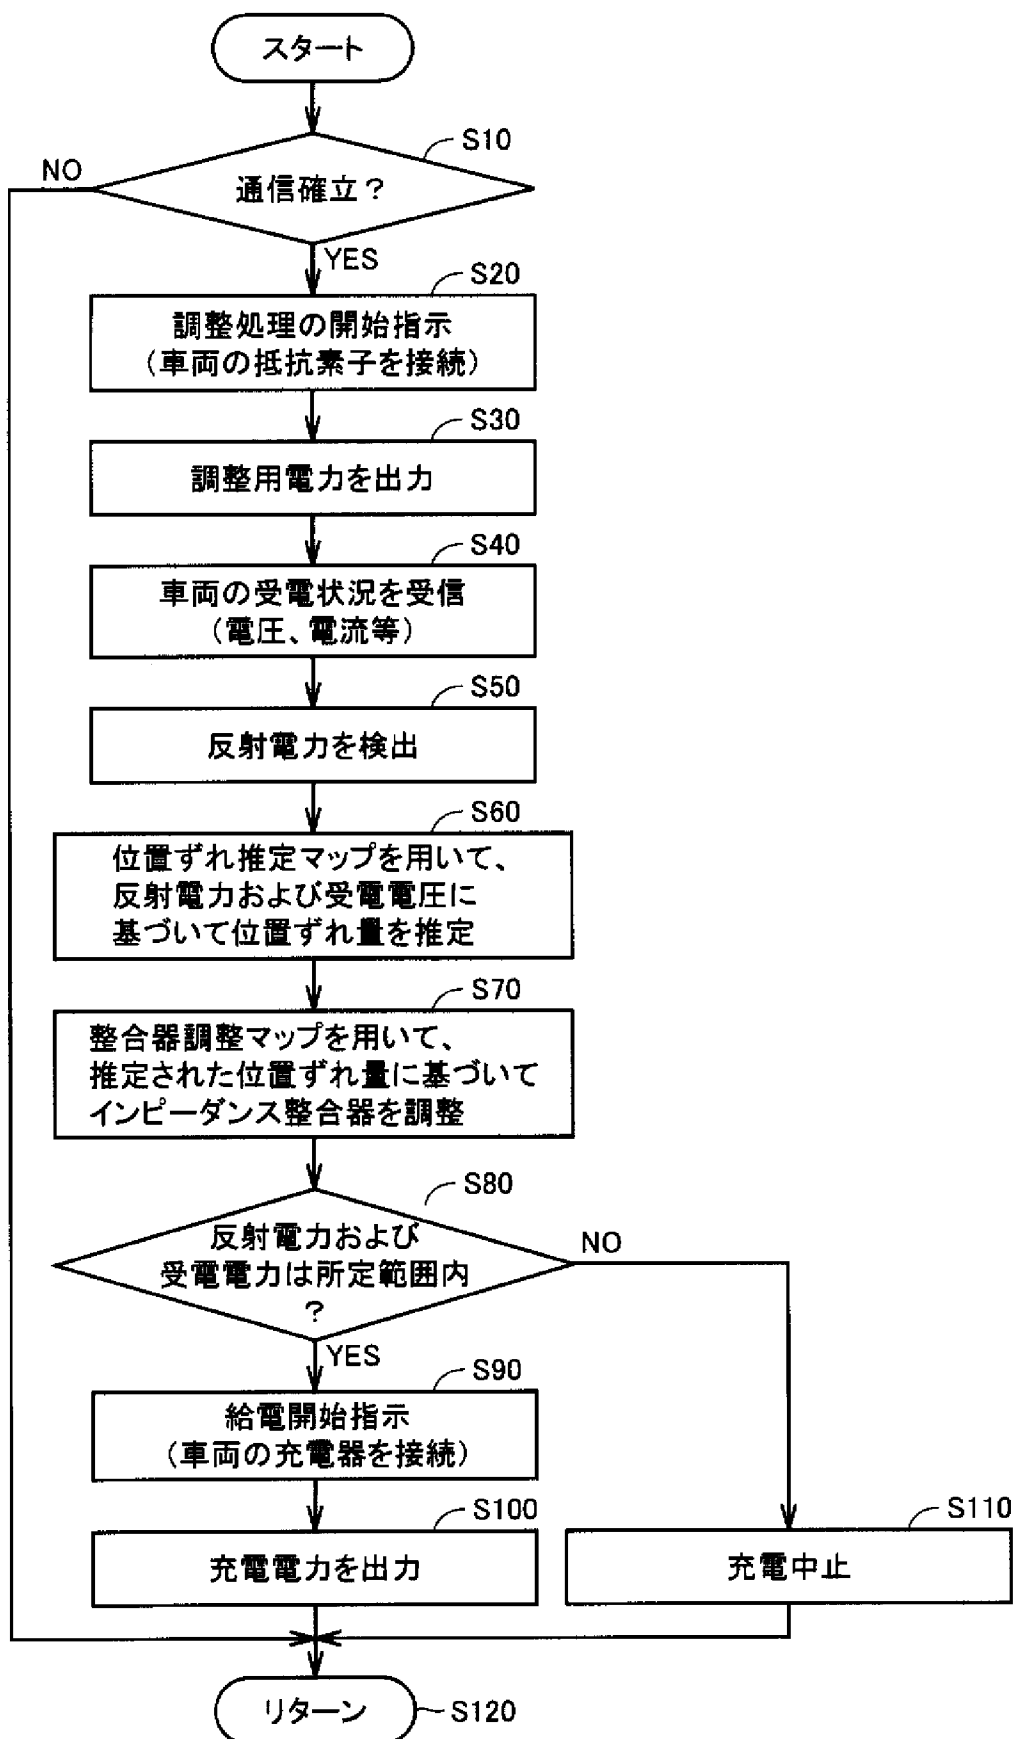 スタート
S10
NO
通信確立？
YES
S20
調整処理の開始指示
（車両の抵抗素子を接続）
S30
調整用電力を出力
S40
車両の受電状況を受信
（電圧、電流等）
S50
反射電力を検出
S60
位置ずれ推定マップを用いて、
反射電力および受電電圧に
基づいて位置ずれ量を推定
S70
整合器調整マップを用いて、
推定された位置ずれ量に基づいて
インピーダンス整合器を調整
S80
反射電力および
受電電力は所定範囲内
？
NO
YES
S90
給電開始指示
（車両の充電器を接続）
S100
充電電力を出力
S110
充電中止
リターン
S120